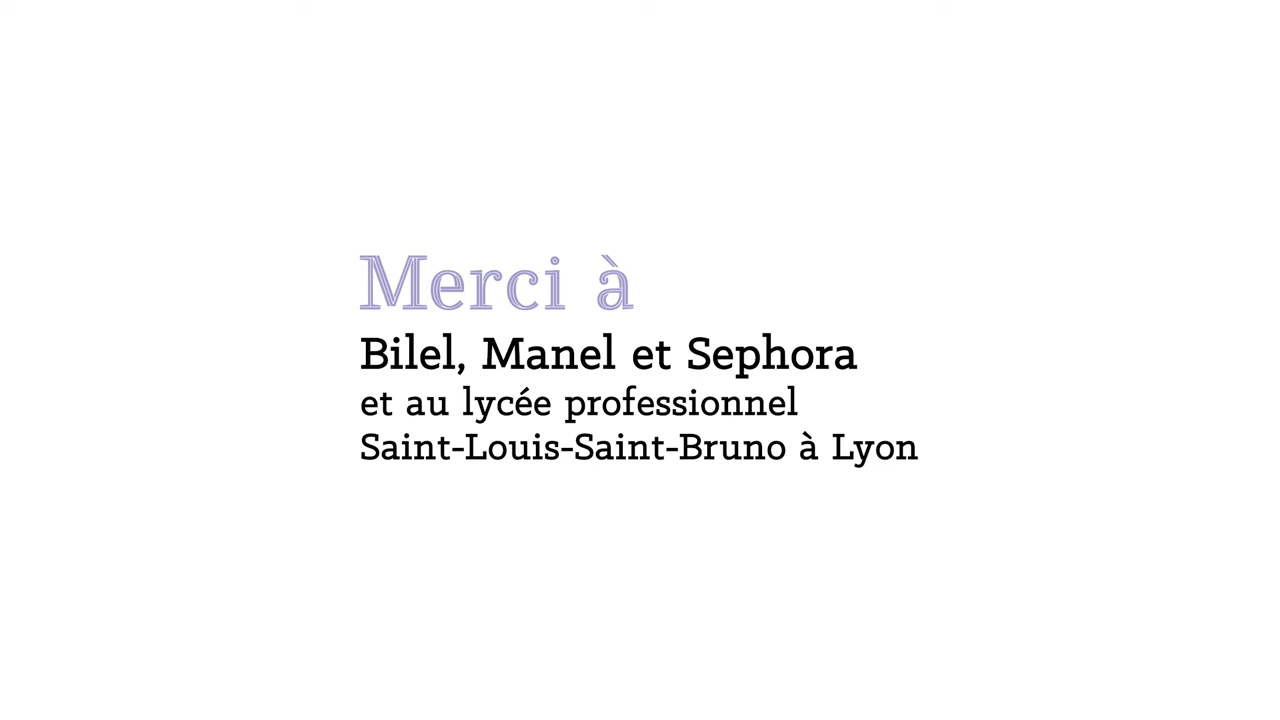 Merci à
Bilel, Manel et Sephora
et au lycée professionnel
Saint-Louis-Saint-Bruno à Lyon